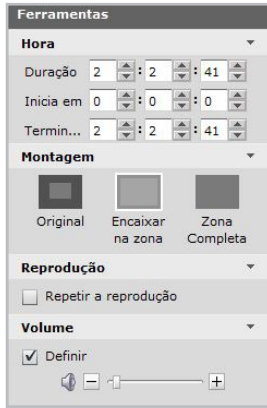 Ferramentas
Hora
Duração 2 : 2 : 41
Inicia em 0 : 0 : 0
Termin... 2 : 2 : 41
Montagem
Original Encaixar na zona Zona Completa
Reprodução
Repetir a reprodução
Volume
Definir